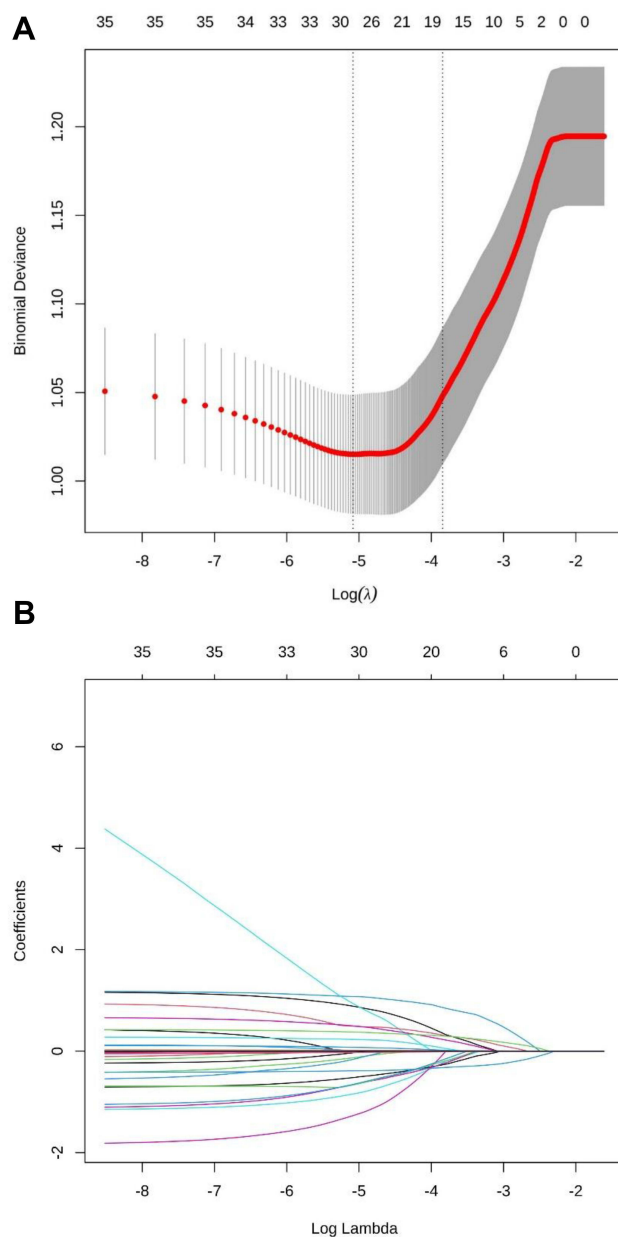 A
35 35 35 34 33 33 30 26 21 19 15 10 5 2 0 0
1.20
1.15
1.10
1.05
1.00
Binomial Deviance
-8 -7 -6 -5 -4 -3 -2
Log(λ)
B
35 35 33 30 20 6 0
6
4
2
0
-2
Coefficients
-8 -7 -6 -5 -4 -3 -2
Log Lambda